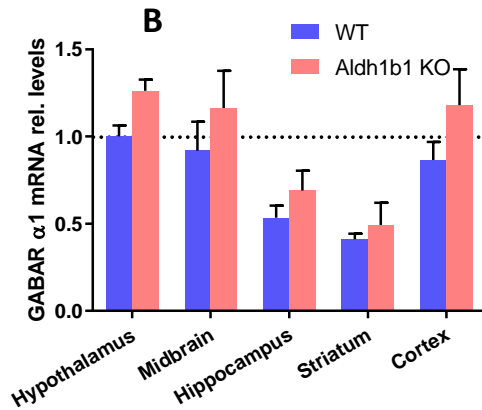 B
WT
Aldh1b1 KO
GABAR α1 mRNA rel. levels
1.5
1.0
0.5
0.0
Hypothalamus
Midbrain
Hippocampus
Striatum
Cortex